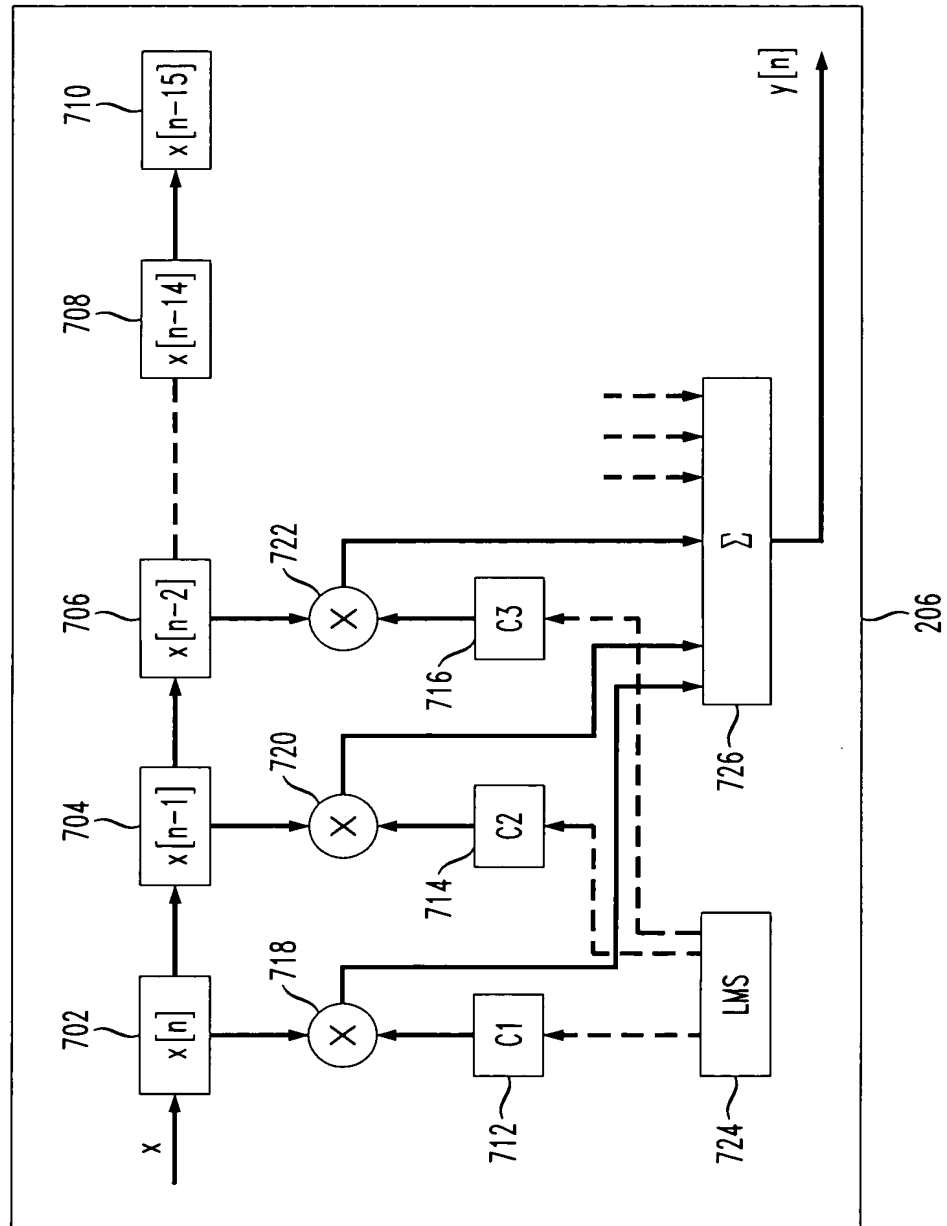 702 704 706 708 710
x x[n] x[n-1] x[n-2] x[n-14] x[n-15]
718 720 722
X X X
C1 C2 C3
712 714 716
LMS Σ y[n]
724 726
206